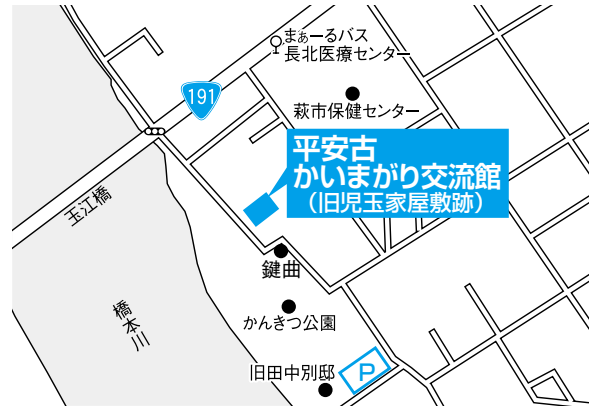 まぁーるバス
長北医療センター
191
萩市保健センター
平安古
かいまがり交流館
(旧児玉家屋敷跡)
玉江橋
鍵曲
橋本川
かんきつ公園
旧田中別邸
P